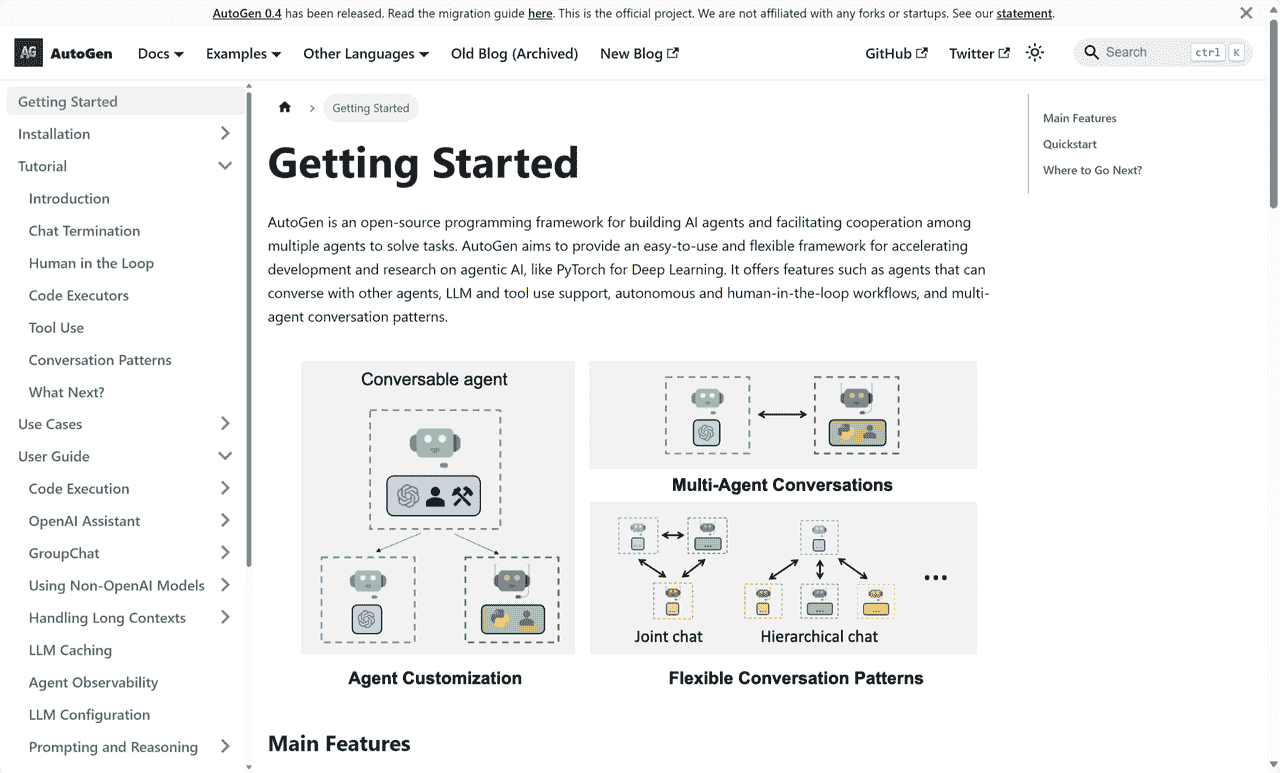 AutoGen 0.4 has been released. Read the migration guide here. This is the official project. We are not affiliated with any forks or startups. See our statement.
AG AutoGen Docs Examples Other Languages Old Blog (Archived) New Blog GitHub Twitter Search ctrl K
Getting Started
Installation
Tutorial
Introduction
Chat Termination
Human in the Loop
Code Executors
Tool Use
Conversation Patterns
What Next?
Use Cases
User Guide
Code Execution
OpenAI Assistant
GroupChat
Using Non-OpenAI Models
Handling Long Contexts
LLM Caching
Agent Observability
LLM Configuration
Prompting and Reasoning
Getting Started
Getting Started
AutoGen is an open-source programming framework for building AI agents and facilitating cooperation among
multiple agents to solve tasks. AutoGen aims to provide an easy-to-use and flexible framework for accelerating
development and research on agentic AI, like PyTorch for Deep Learning. It offers features such as agents that can
converse with other agents, LLM and tool use support, autonomous and human-in-the-loop workflows, and multi-
agent conversation patterns.
Conversable agent
Agent Customization
Multi-Agent Conversations
...
Joint chat
Hierarchical chat
Flexible Conversation Patterns
Main Features
Main Features
Quickstart
Where to Go Next?